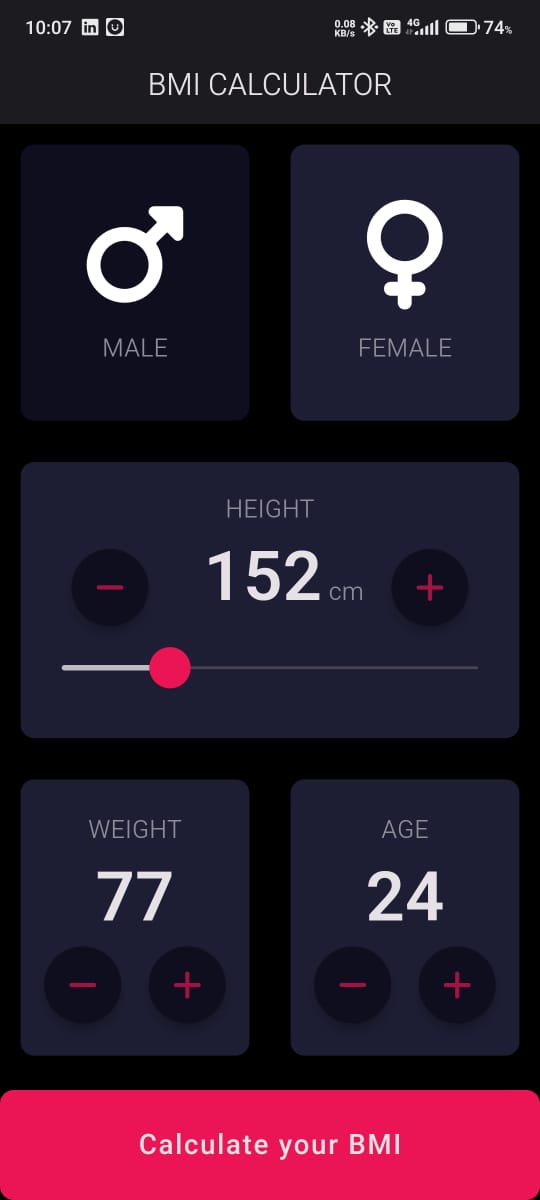 10:07 in 0.08 KB/s Vo LTE 4G 74%
BMI CALCULATOR
MALE FEMALE
HEIGHT
152 cm
WEIGHT AGE
77 24
Calculate your BMI